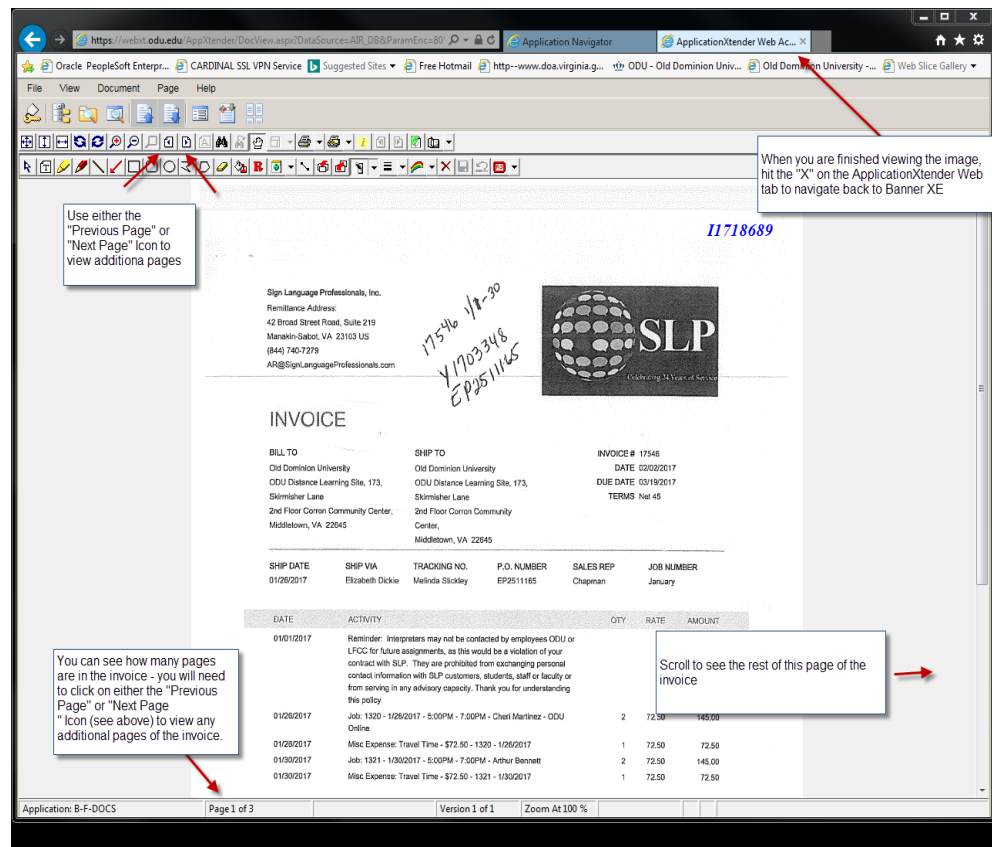 https://webxt.odu.edu/AppXtender/DocView.aspx?DataSource=AIR_DB&ParamEnc=80'
Application Navigator
ApplicationXtender Web Ac...
Oracle PeopleSoft Enterpr...
CARDINAL SSL VPN Service
Suggested Sites
Free Hotmail
http--www.doa.virginia.g...
ODU - Old Dominion Univ...
Old Dominion University -...
Web Slice Gallery
File View Document Page Help
When you are finished viewing the image,
hit the "X" on the ApplicationXtender Web
tab to navigate back to Banner XE
Use either the
"Previous Page" or
"Next Page" Icon to
view additiona pages
I1718689
Sign Language Professionals, Inc.
Remittance Address:
42 Broad Street Road, Suite 219
Manakin-Sabot, VA 23103 US
(844) 740-7279
AR@SignLanguageProfessionals.com
17546 1/8-30
Y1703348
EP2511165
SLP
Celebrating 24 Years of Service
INVOICE
BILL TO
Old Dominion University
ODU Distance Learning Site, 173,
Skirmisher Lane
2nd Floor Corron Community Center,
Middletown, VA 22645
SHIP TO
Old Dominion University
ODU Distance Learning Site, 173,
Skirmisher Lane
2nd Floor Corron Community
Center,
Middletown, VA 22645
INVOICE # 17546
DATE 02/02/2017
DUE DATE 03/19/2017
TERMS Net 45
SHIP DATE SHIP VIA TRACKING NO. P.O. NUMBER SALES REP JOB NUMBER
01/26/2017 Elizabeth Dickie Melinda Stickley EP2511165 Chapman January
DATE ACTIVITY QTY RATE AMOUNT
01/01/2017 Reminder: Interpreters may not be contacted by employees ODU or
LFCC for future assignments, as this would be a violation of your
contract with SLP. They are prohibited from exchanging personal
contact information with SLP customers, students, staff or faculty or
from serving in any advisory capacity. Thank you for understanding
this policy.
01/26/2017 Job: 1320 - 1/26/2017 - 5:00PM - 7:00PM - Cheri Martinez - ODU 2 72.50 145.00
Online
01/26/2017 Misc Expense: Travel Time - $72.50 - 1320 - 1/26/2017 1 72.50 72.50
01/30/2017 Job: 1321 - 1/30/2017 - 5:00PM - 7:00PM - Arthur Bennett 2 72.50 145.00
01/30/2017 Misc Expense: Travel Time - $72.50 - 1321 - 1/30/2017 1 72.50 72.50
Scroll to see the rest of this page of the
invoice
You can see how many pages
are in the invoice - you will need
to click on either the "Previous
Page" or "Next Page
" Icon (see above) to view any
additional pages of the invoice.
Application: B-F-DOCS
Page 1 of 3
Version 1 of 1
Zoom At 100 %